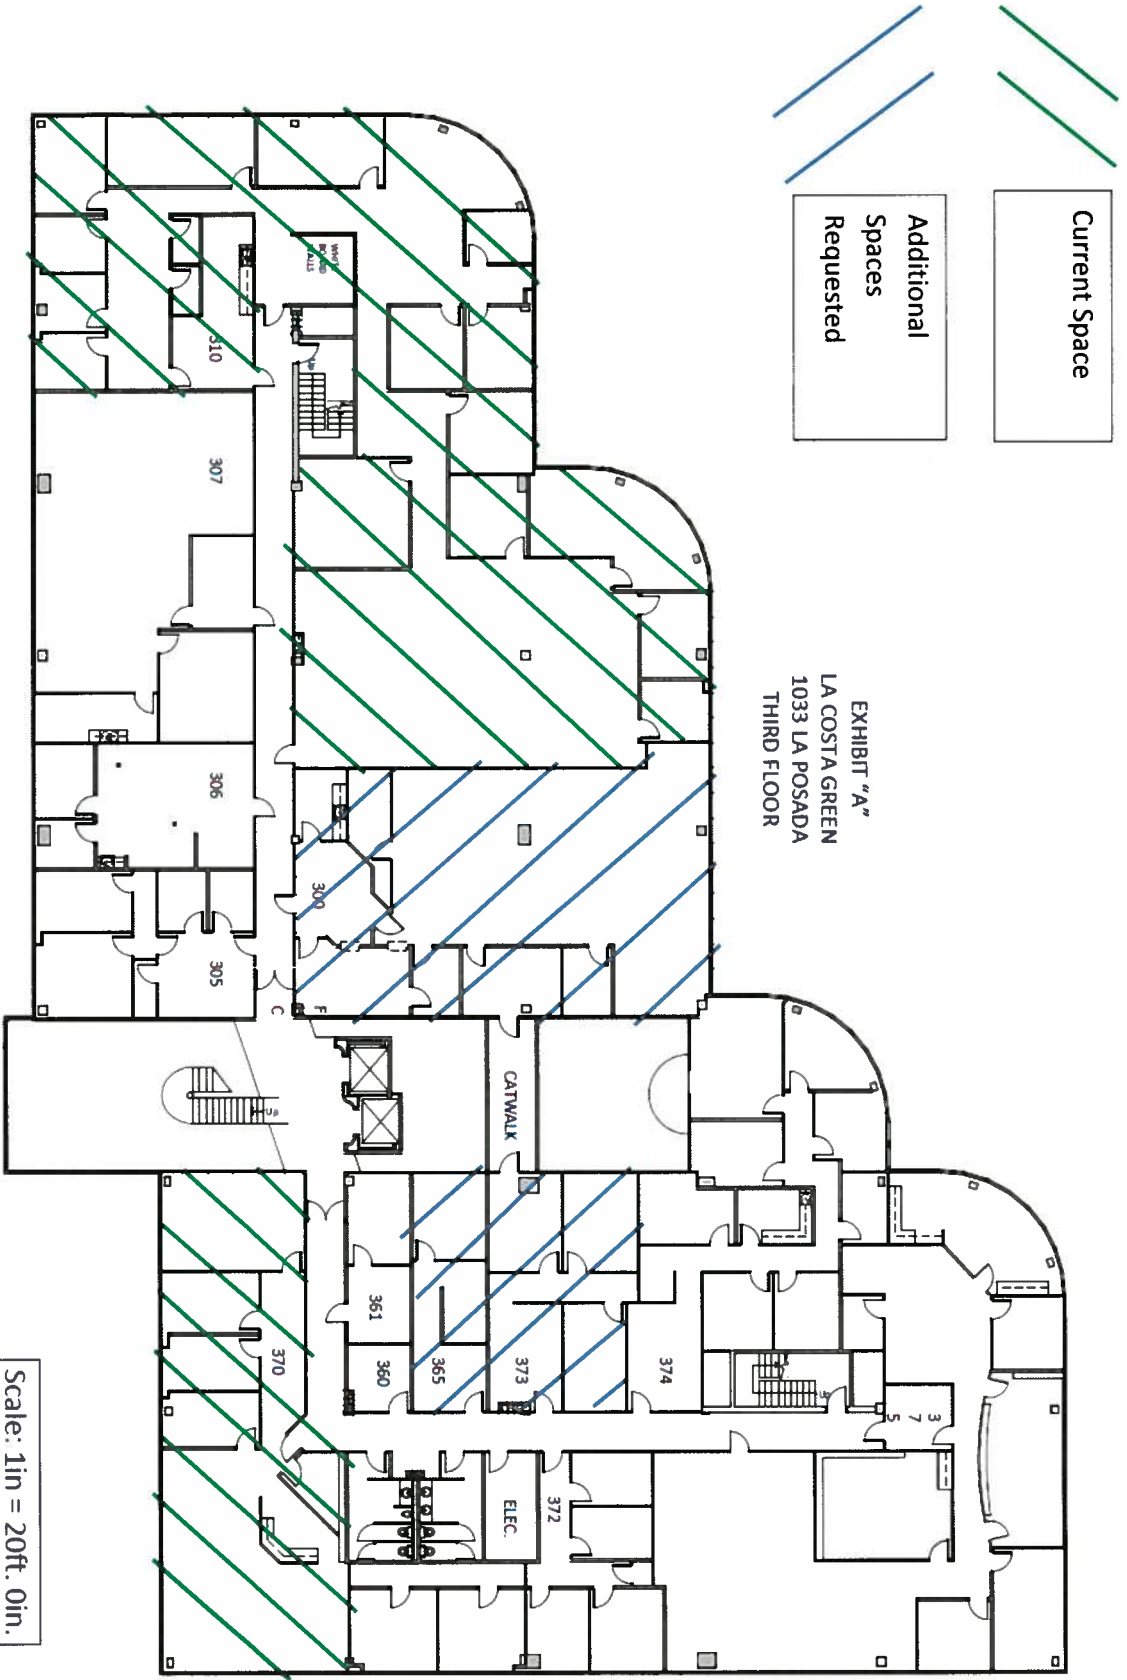 Current Space
Additional
Spaces
Requested
EXHIBIT "A"
LA COSTA GREEN
1033 LA POSADA
THIRD FLOOR
310
307
306
305
300
F
C
UP
CATWALK
361
360
365
373
374
375
370
372
ELEC.
Scale: 1in = 20ft. 0in.